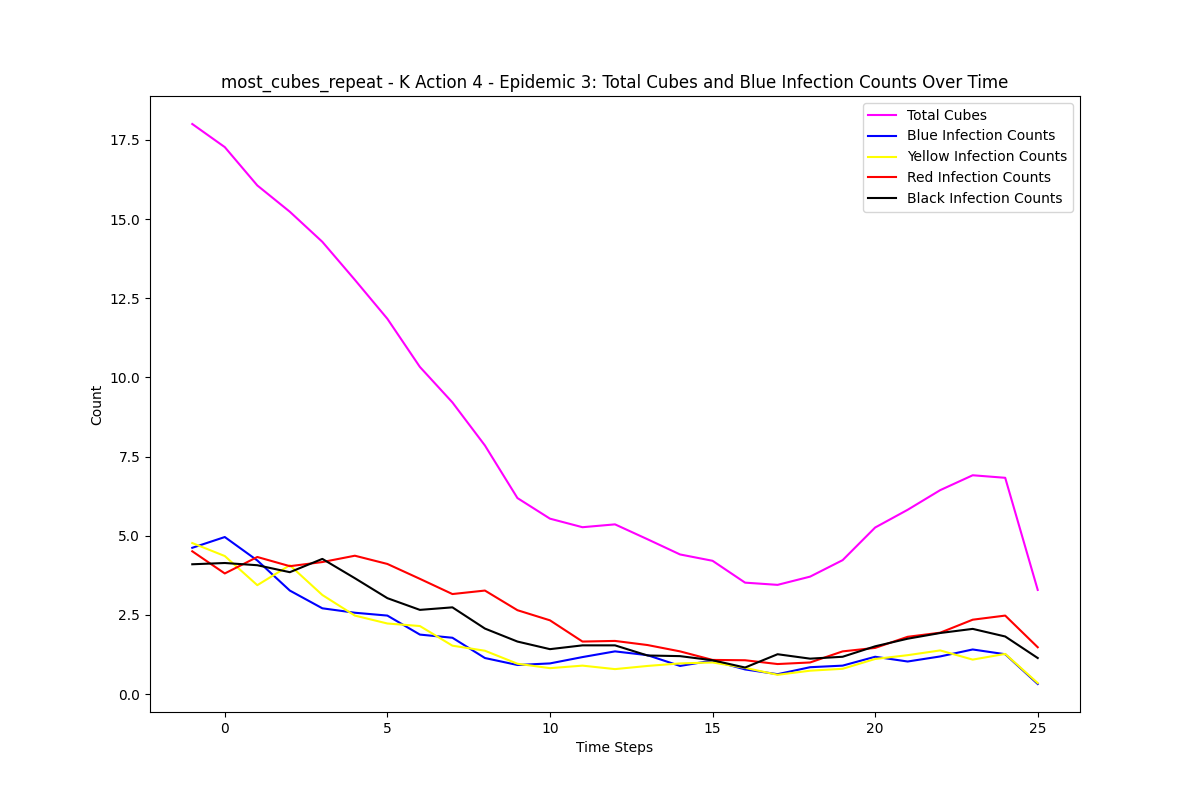 most_cubes_repeat - K Action 4 - Epidemic 3: Total Cubes and Blue Infection Counts Over Time
Total Cubes
Blue Infection Counts
Yellow Infection Counts
Red Infection Counts
Black Infection Counts
Count
17.5
15.0
12.5
10.0
7.5
5.0
2.5
0.0
0 5 10 15 20 25
Time Steps